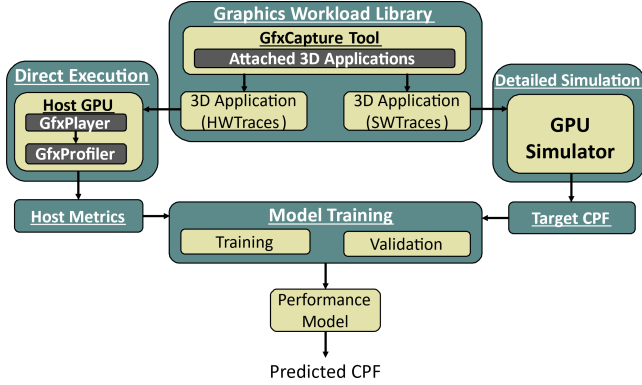 Graphics Workload Library
GfxCapture Tool
Attached 3D Applications
3D Application
(HWTraces)
3D Application
(SWTraces)
Direct Execution
Host GPU
GfxPlayer
GfxProfiler
Detailed Simulation
GPU
Simulator
Host Metrics
Model Training
Training
Validation
Target CPF
Performance
Model
Predicted CPF